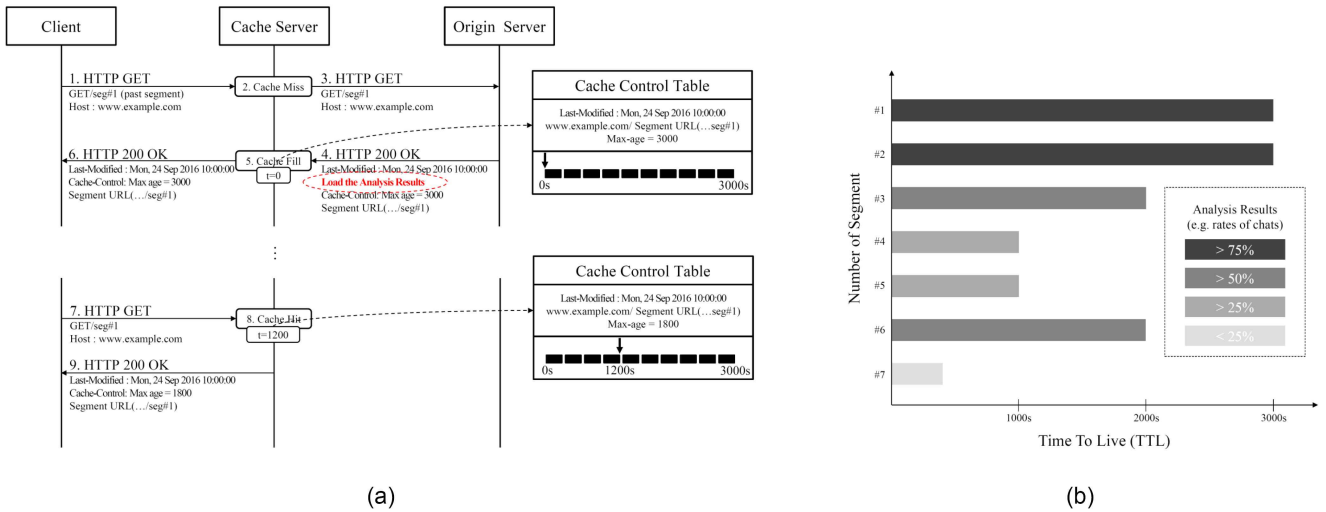 Client
Cache Server
Origin Server
1. HTTP GET
GET/seg#1 (past segment)
Host : www.example.com
2. Cache Miss
3. HTTP GET
GET/seg#1
Host : www.example.com
Cache Control Table
Last-Modified : Mon, 24 Sep 2016 10:00:00
www.example.com/ Segment URL(…seg#1)
Max-age = 3000
0s
3000s
6. HTTP 200 OK
Last-Modified : Mon, 24 Sep 2016 10:00:00
Cache-Control: Max age = 3000
Segment URL(…/seg#1)
5. Cache Fill
t=0
4. HTTP 200 OK
Last-Modified : Mon, 24 Sep 2016 10:00:00
Load the Analysis Results
Cache-Control: Max age = 3000
Segment URL(…/seg#1)
⋮
7. HTTP GET
GET/seg#1
Host : www.example.com
8. Cache Hit
t=1200
Cache Control Table
Last-Modified : Mon, 24 Sep 2016 10:00:00
www.example.com/ Segment URL(…seg#1)
Max-age = 1800
0s
1200s
3000s
9. HTTP 200 OK
Last-Modified : Mon, 24 Sep 2016 10:00:00
Cache-Control: Max age = 1800
Segment URL(…/seg#1)
(a)
Number of Segment
#1
#2
#3
#4
#5
#6
#7
Analysis Results
(e.g. rates of chats)
> 75%
> 50%
> 25%
< 25%
1000s
2000s
3000s
Time To Live (TTL)
(b)